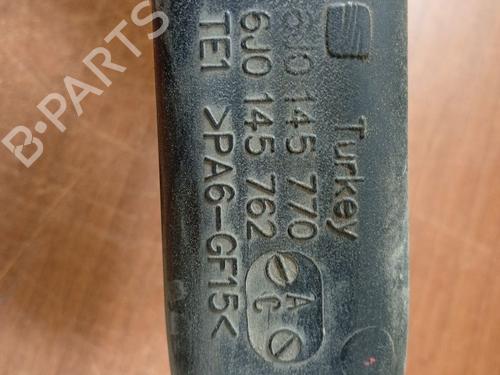 Turkey
6J0 145 770
6J0 145 762
TE1 >PA6-GF15<
A
C
B-PARTS